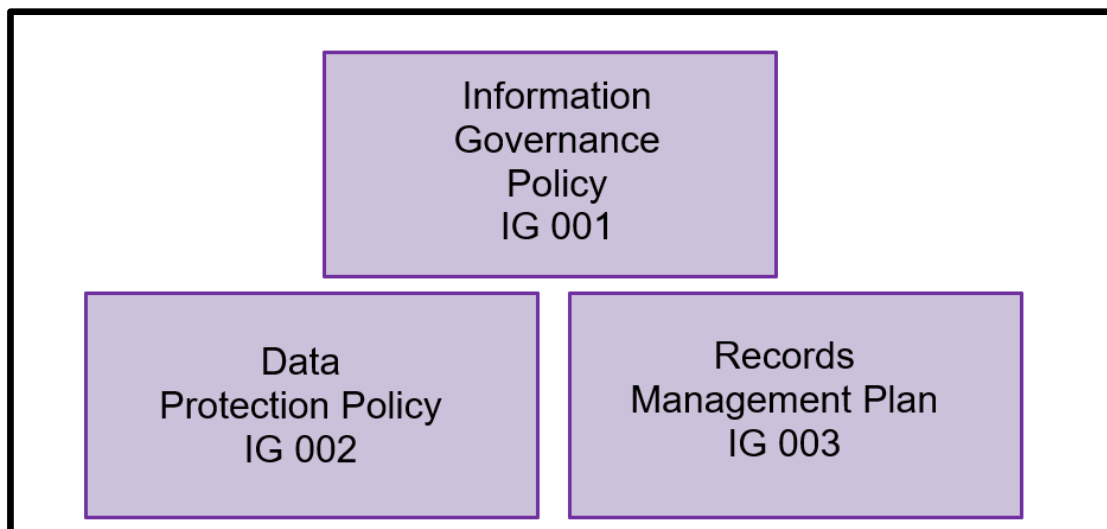 Information
Governance
Policy
IG 001
Data
Protection Policy
IG 002
Records
Management Plan
IG 003